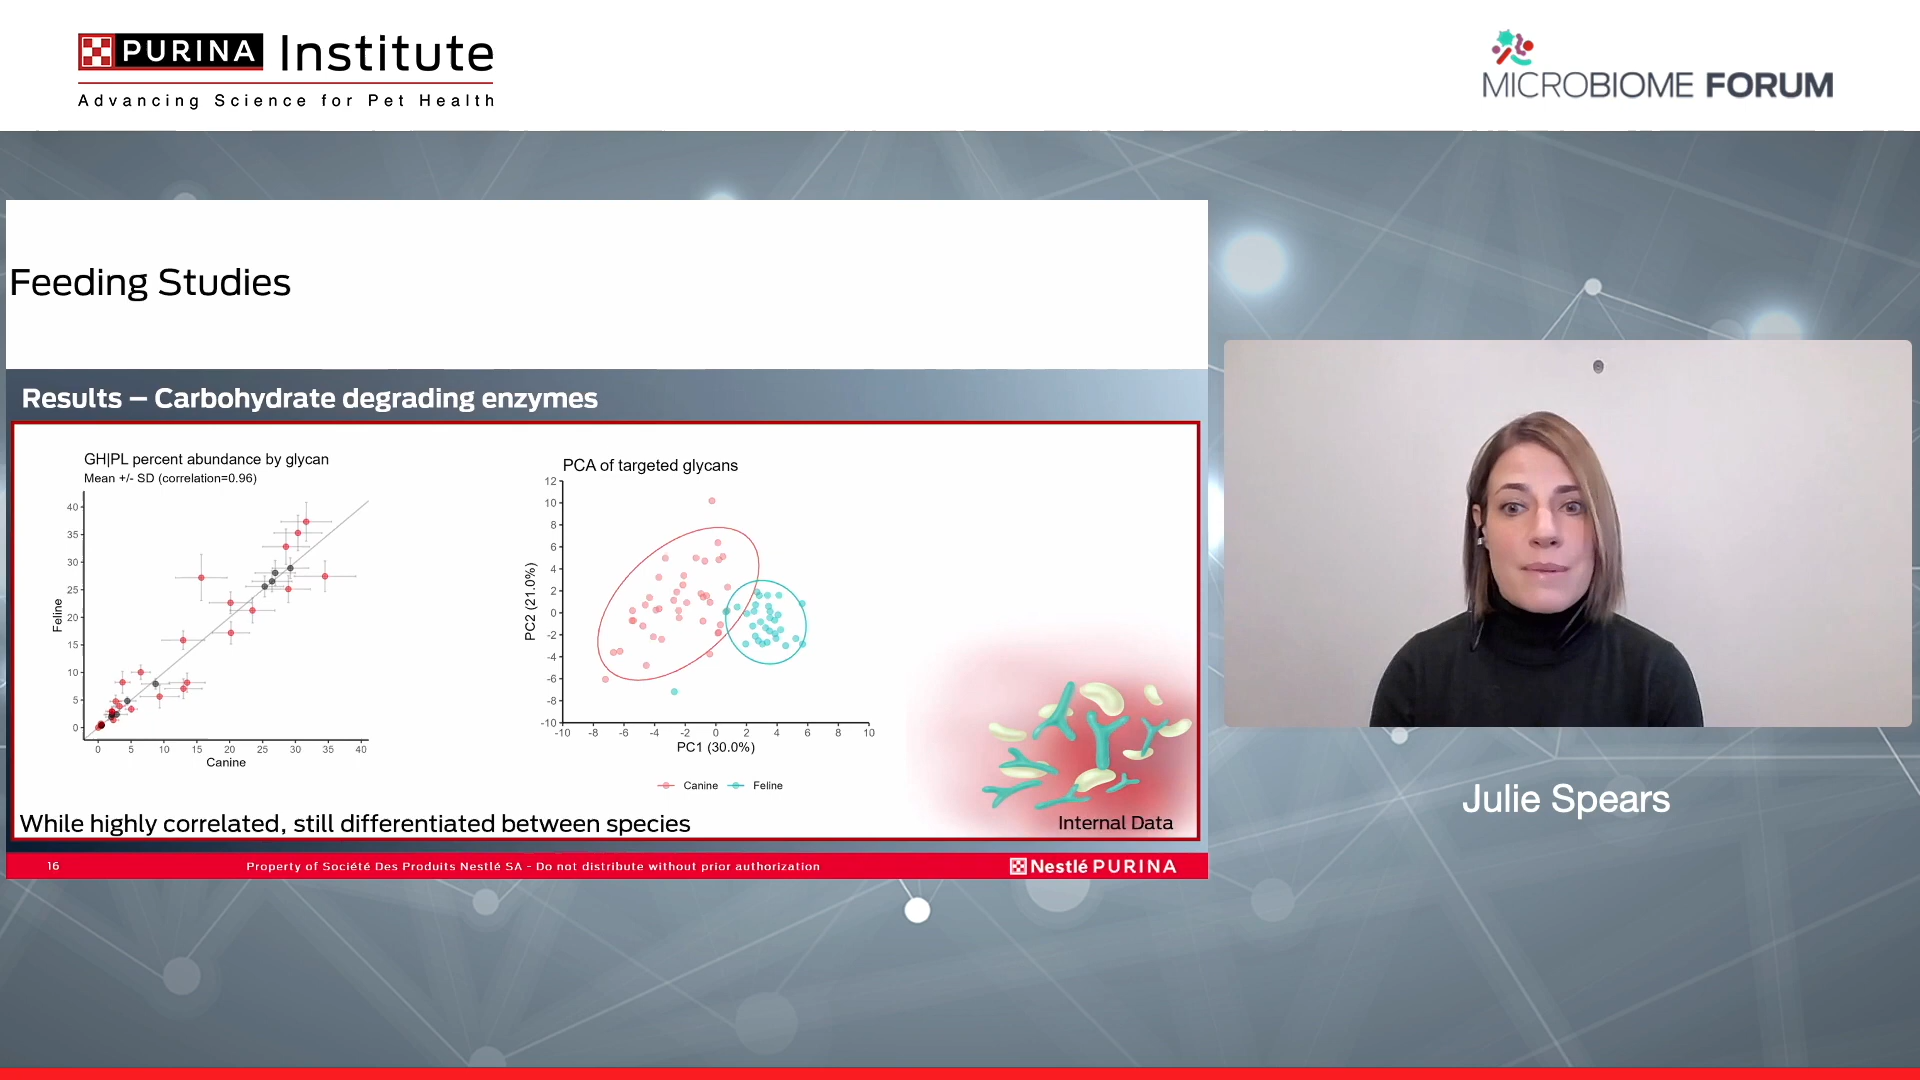 PURINA Institute
Advancing Science for Pet Health
MICROBIOME FORUM
Feeding Studies
Results – Carbohydrate degrading enzymes
GH|PL percent abundance by glycan
Mean +/- SD (correlation=0.96)
40
35
30
25
20
15
10
5
0
Feline
0 5 10 15 20 25 30 35 40
Canine
PCA of targeted glycans
12
10
8
6
4
2
0
-2
-4
-6
-8
-10
PC2 (21.0%)
-10 -8 -6 -4 -2 0 2 4 6 8 10
PC1 (30.0%)
Canine Feline
While highly correlated, still differentiated between species
Internal Data
16
Property of Société Des Produits Nestlé SA - Do not distribute without prior authorization
Nestlé PURINA
Julie Spears